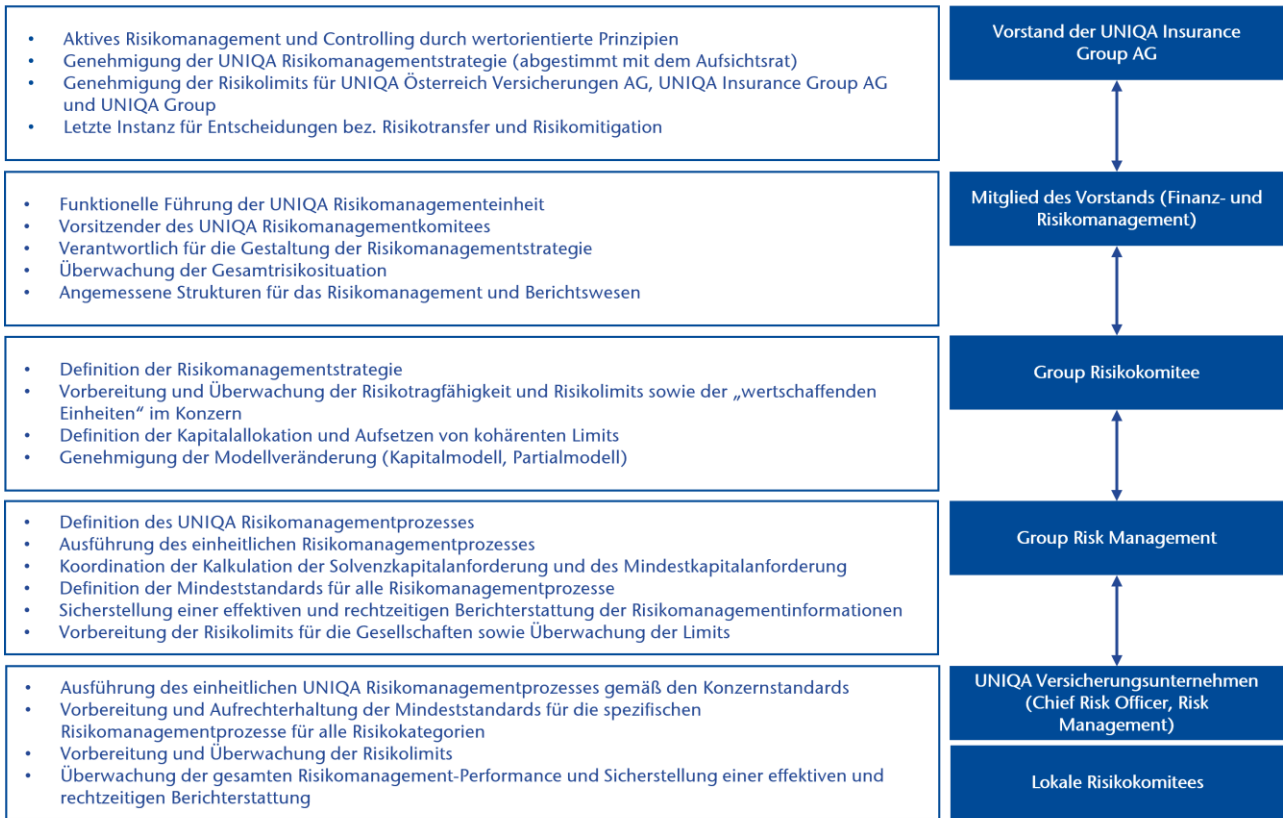 • Aktives Risikomanagement und Controlling durch wertorientierte Prinzipien
• Genehmigung der UNIQA Risikomanagementstrategie (abgestimmt mit dem Aufsichtsrat)
• Genehmigung der Risikolimits für UNIQA Österreich Versicherungen AG, UNIQA Insurance Group AG
und UNIQA Group
• Letzte Instanz für Entscheidungen bez. Risikotransfer und Risikomitigation
Vorstand der UNIQA Insurance
Group AG
• Funktionelle Führung der UNIQA Risikomanagementeinheit
• Vorsitzender des UNIQA Risikomanagementkomitees
• Verantwortlich für die Gestaltung der Risikomanagementstrategie
• Überwachung der Gesamtrisikosituation
• Angemessene Strukturen für das Risikomanagement und Berichtswesen
Mitglied des Vorstands (Finanz- und
Risikomanagement)
• Definition der Risikomanagementstrategie
• Vorbereitung und Überwachung der Risikotragfähigkeit und Risikolimits sowie der „wertschaffenden
Einheiten“ im Konzern
• Definition der Kapitalallokation und Aufsetzen von kohärenten Limits
• Genehmigung der Modellveränderung (Kapitalmodell, Partialmodell)
Group Risikokomitee
• Definition des UNIQA Risikomanagementprozesses
• Ausführung des einheitlichen Risikomanagementprozesses
• Koordination der Kalkulation der Solvenzkapitalanforderung und des Mindestkapitalanforderung
• Definition der Mindeststandards für alle Risikomanagementprozesse
• Sicherstellung einer effektiven und rechtzeitigen Berichterstattung der Risikomanagementinformationen
• Vorbereitung der Risikolimits für die Gesellschaften sowie Überwachung der Limits
Group Risk Management
• Ausführung des einheitlichen UNIQA Risikomanagementprozesses gemäß den Konzernstandards
• Vorbereitung und Aufrechterhaltung der Mindeststandards für die spezifischen
Risikomanagementprozesse für alle Risikokategorien
• Vorbereitung und Überwachung der Risikolimits
• Überwachung der gesamten Risikomanagement-Performance und Sicherstellung einer effektiven und
rechtzeitigen Berichterstattung
UNIQA Versicherungsunternehmen
(Chief Risk Officer, Risk
Management)
Lokale Risikokomitees